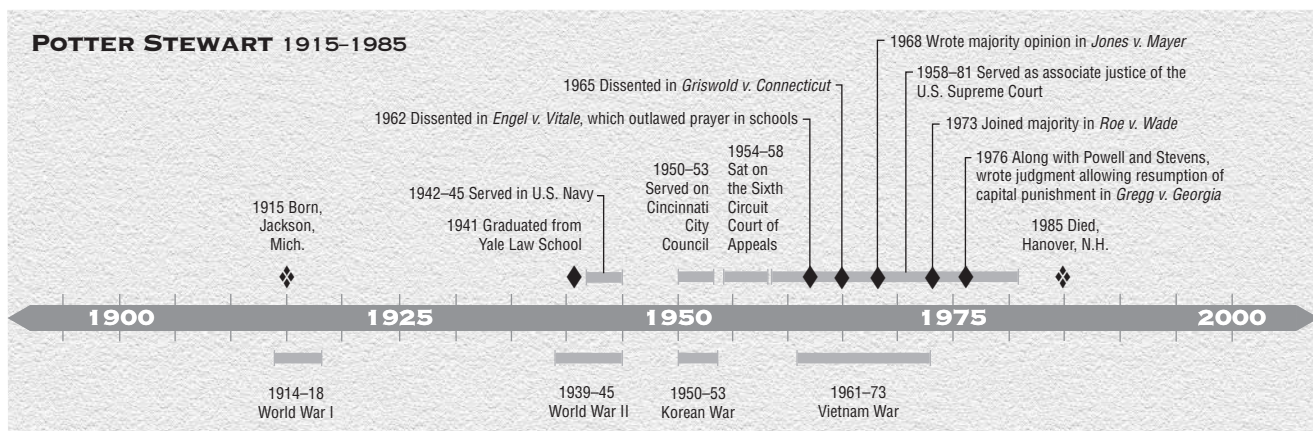 POTTER STEWART 1915–1985
1968 Wrote majority opinion in Jones v. Mayer
1958–81 Served as associate justice of the
U.S. Supreme Court
1965 Dissented in Griswold v. Connecticut
1962 Dissented in Engel v. Vitale, which outlawed prayer in schools
1973 Joined majority in Roe v. Wade
1976 Along with Powell and Stevens,
wrote judgment allowing resumption of
capital punishment in Gregg v. Georgia
1954–58
Sat on
the Sixth
Circuit
Court of
Appeals
1950–53
Served on
Cincinnati
City
Council
1942–45 Served in U.S. Navy
1941 Graduated from
Yale Law School
1915 Born,
Jackson,
Mich.
1985 Died,
Hanover, N.H.
1900 1925 1950 1975 2000
1914–18
World War I
1939–45
World War II
1950–53
Korean War
1961–73
Vietnam War